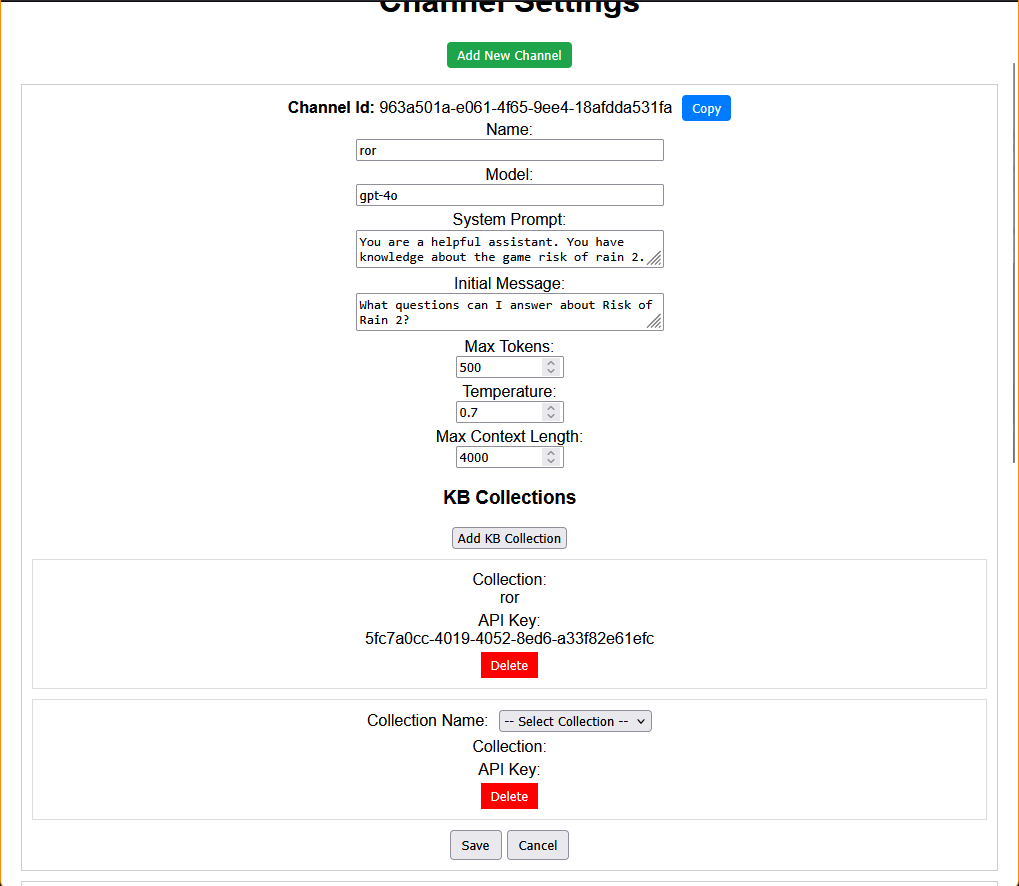 Channel Settings
Add New Channel
Channel Id: 963a501a-e061-4f65-9ee4-18afdda531fa Copy
Name:
ror
Model:
gpt-4o
System Prompt:
You are a helpful assistant. You have
knowledge about the game risk of rain 2.
Initial Message:
What questions can I answer about Risk of
Rain 2?
Max Tokens:
500
Temperature:
0.7
Max Context Length:
4000
KB Collections
Add KB Collection
Collection:
ror
API Key:
5fc7a0cc-4019-4052-8ed6-a33f82e61efc
Delete
Collection Name: -- Select Collection --
Collection:
API Key:
Delete
Save Cancel